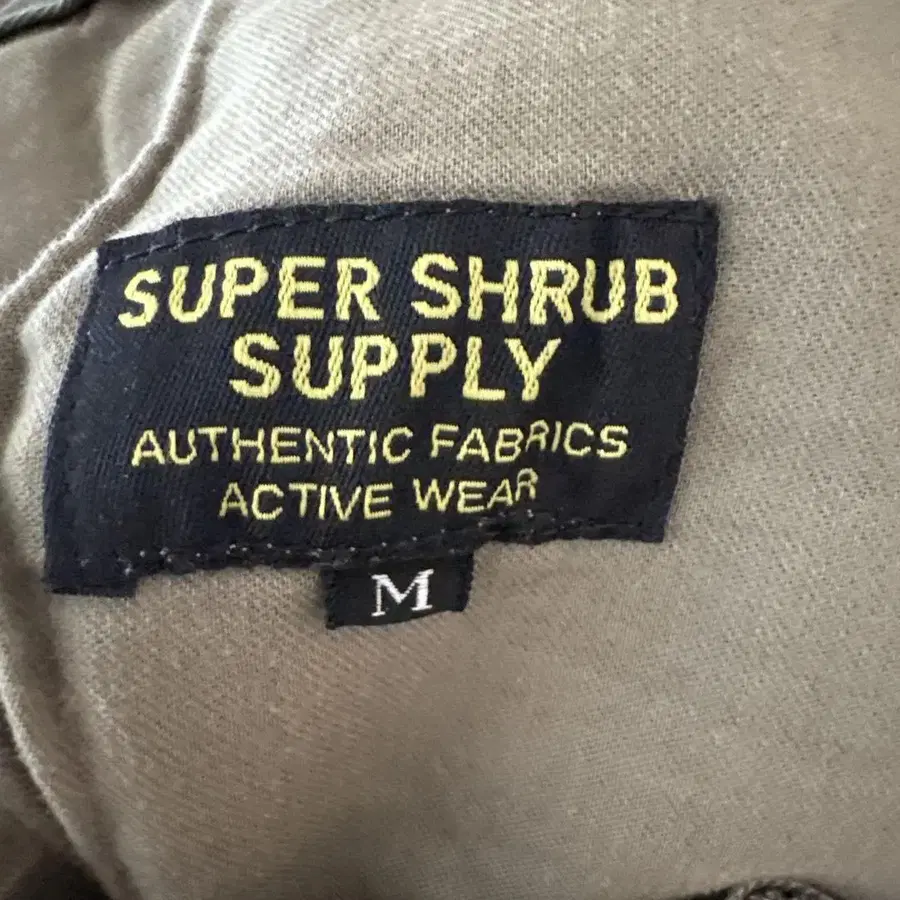 SUPER SHRUB
SUPPLY
AUTHENTIC FABRICS
ACTIVE WEAR
M